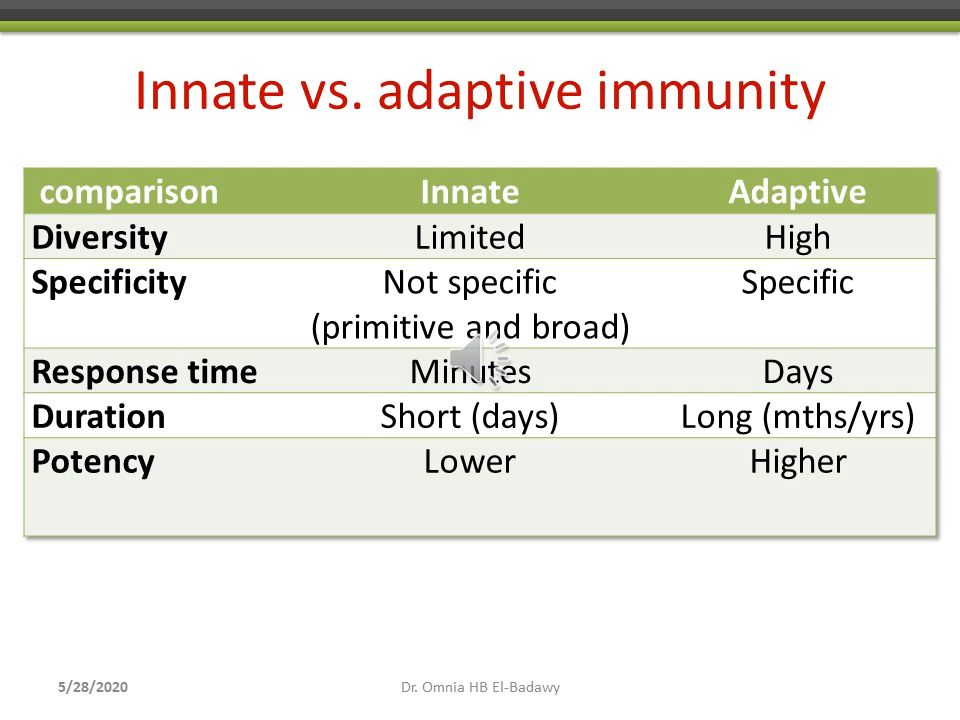 Innate vs. adaptive immunity
comparison Innate Adaptive
Diversity Limited High
Specificity Not specific Specific
(primitive and broad)
Response time Minutes Days
Duration Short (days) Long (mths/yrs)
Potency Lower Higher
5/28/2020 Dr. Omnia HB El-Badawy